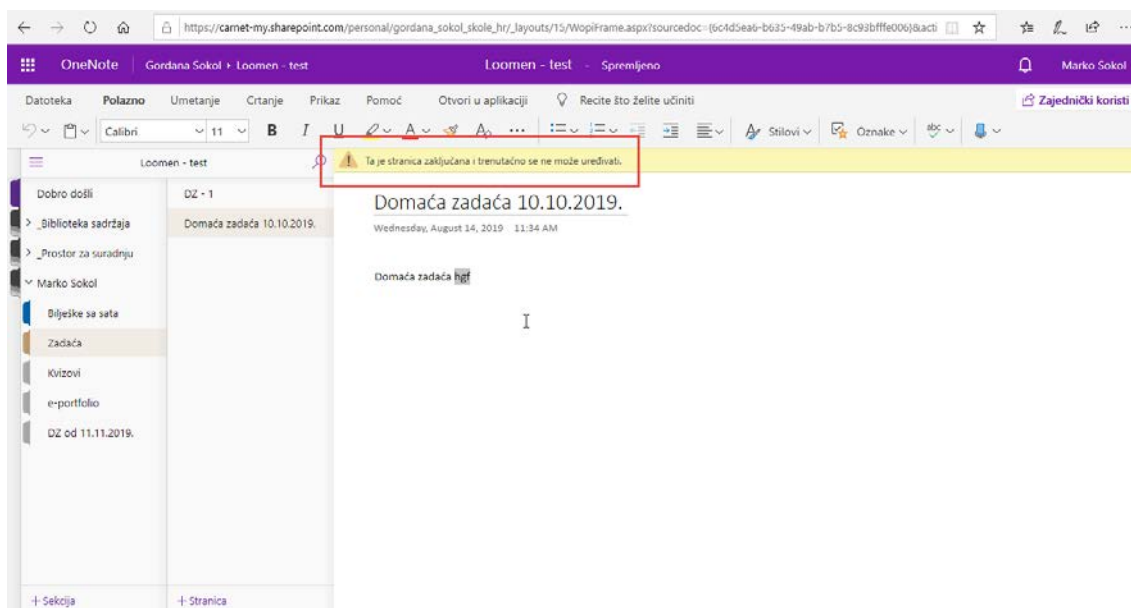 https://carnet-my.sharepoint.com/personal/gordana_sokol_skole_hr/_layouts/15/WopiFrame.aspx?sourcedoc={6c4d5ea6-b635-49ab-b7b5-8c93bfffe006}&acti
OneNote Gordana Sokol ▸ Loomen - test Loomen - test - Spremljeno Marko Sokol
Datoteka Polazno Umetanje Crtanje Prikaz Pomoć Otvori u aplikaciji Recite što želite učiniti Zajednički koristi
Calibri 11 B I U A A Stilovi Oznake abc
Loomen - test
Ta je stranica zaključana i trenutačno se ne može uređivati.
Dobro došli
_Biblioteka sadržaja
_Prostor za suradnju
Marko Sokol
Bilješke sa sata
Zadaća
Kvizovi
e-portfolio
DZ od 11.11.2019.
+ Sekcija
DZ - 1
Domaća zadaća 10.10.2019.
+ Stranica
Domaća zadaća 10.10.2019.
Wednesday, August 14, 2019 11:34 AM
Domaća zadaća hgf